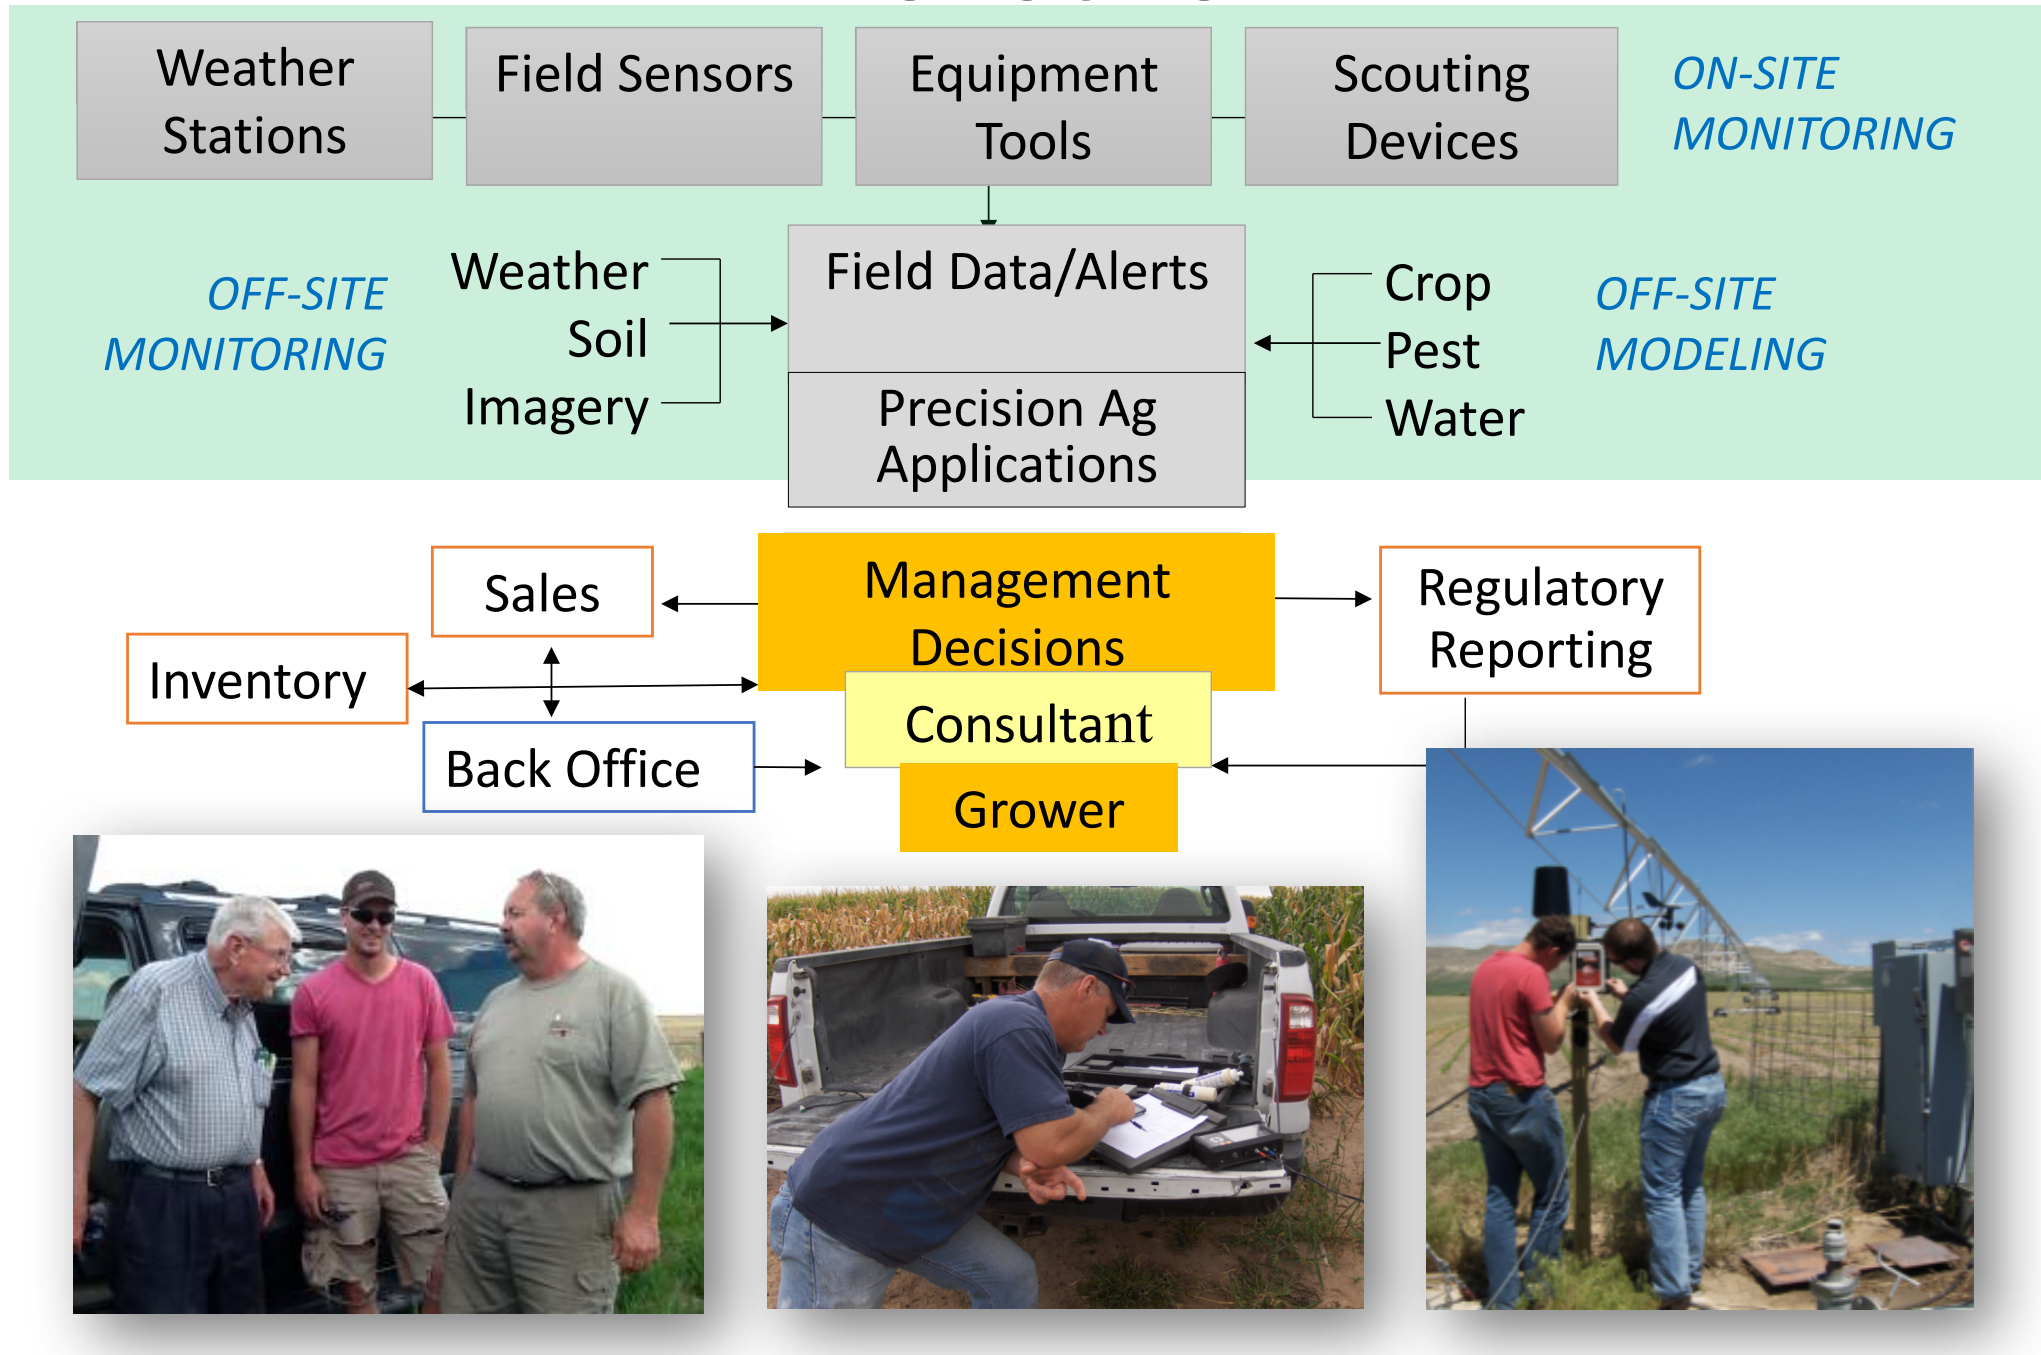 Weather
Stations
Field Sensors
Equipment
Tools
Scouting
Devices
ON-SITE
MONITORING
OFF-SITE
MONITORING
Weather
Soil
Imagery
Field Data/Alerts
Precision Ag
Applications
Crop
Pest
Water
OFF-SITE
MODELING
Sales
Inventory
Back Office
Management
Decisions
Consultant
Grower
Regulatory
Reporting